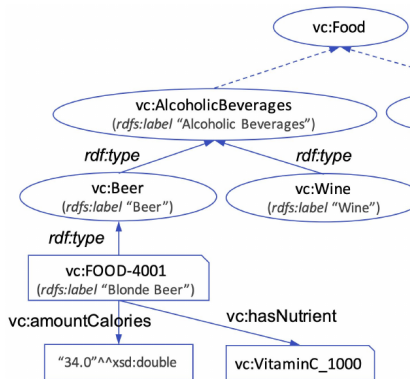 vc:Food
vc:AlcoholicBeverages
(rdfs:label “Alcoholic Beverages”)
rdf:type
rdf:type
vc:Beer
(rdfs:label “Beer”)
vc:Wine
(rdfs:label “Wine”)
rdf:type
vc:FOOD-4001
(rdfs:label “Blonde Beer”)
vc:amountCalories
vc:hasNutrient
“34.0”^^xsd:double
vc:VitaminC_1000